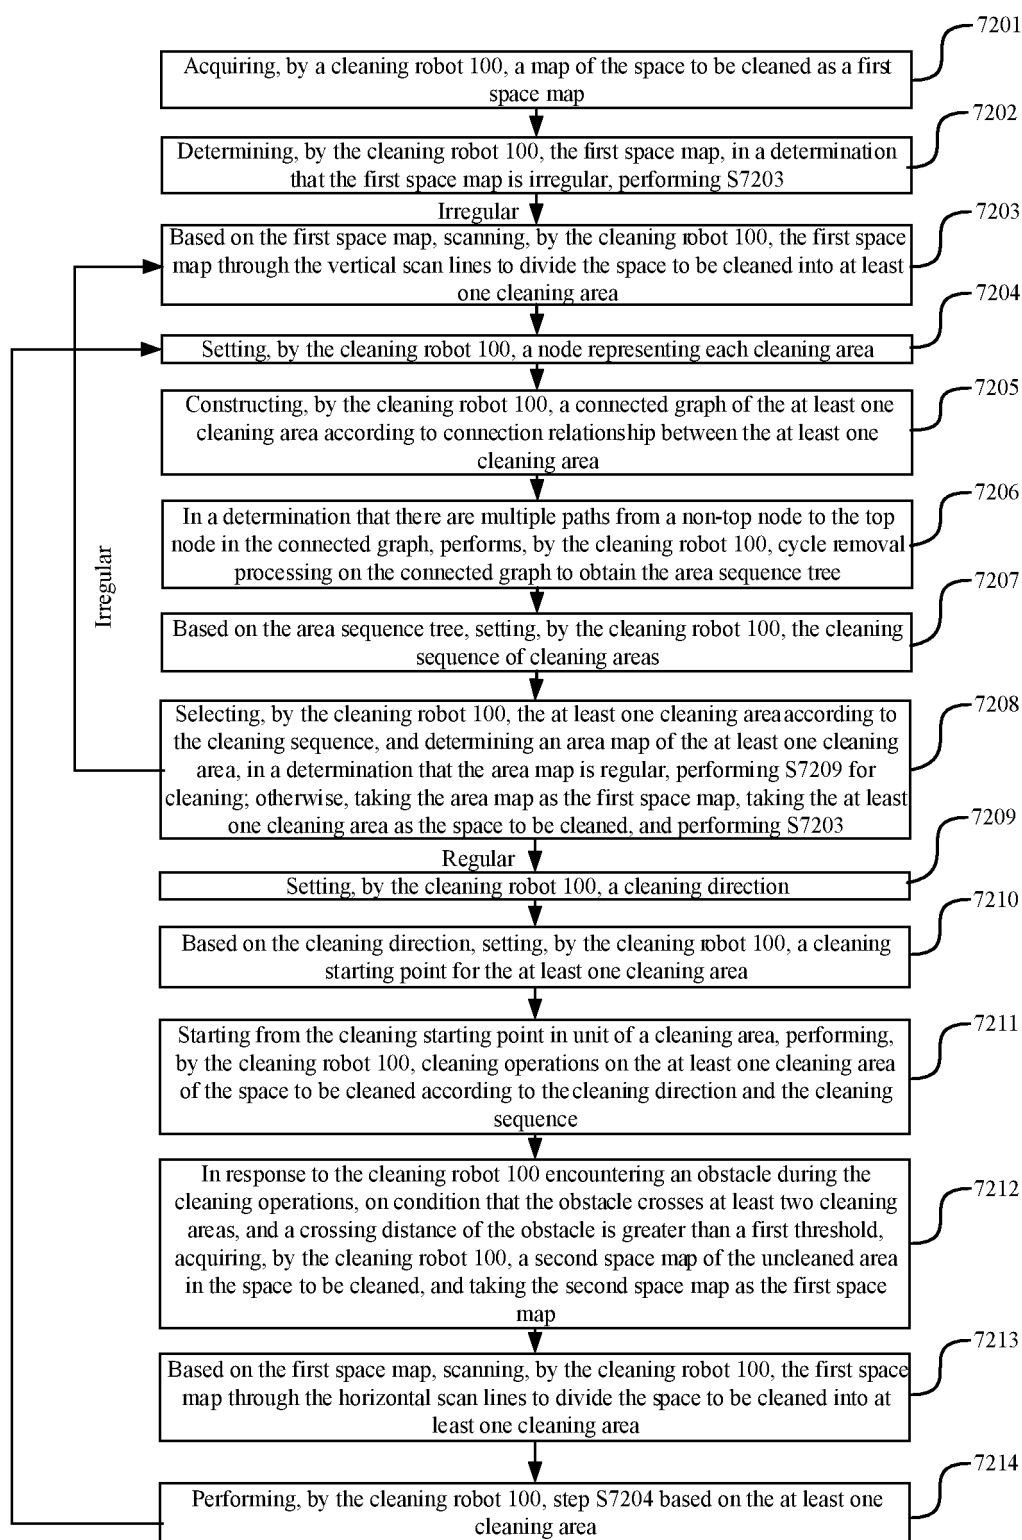 7201
Acquiring, by a cleaning robot 100, a map of the space to be cleaned as a first
space map
7202
Determining, by the cleaning robot 100, the first space map, in a determination
that the first space map is irregular, performing S7203
Irregular
7203
Based on the first space map, scanning, by the cleaning robot 100, the first space
map through the vertical scan lines to divide the space to be cleaned into at least
one cleaning area
7204
Setting, by the cleaning robot 100, a node representing each cleaning area
7205
Constructing, by the cleaning robot 100, a connected graph of the at least one
cleaning area according to connection relationship between the at least one
cleaning area
7206
In a determination that there are multiple paths from a non-top node to the top
node in the connected graph, performs, by the cleaning robot 100, cycle removal
processing on the connected graph to obtain the area sequence tree
Irregular
7207
Based on the area sequence tree, setting, by the cleaning robot 100, the cleaning
sequence of cleaning areas
7208
Selecting, by the cleaning robot 100, the at least one cleaning area according to
the cleaning sequence, and determining an area map of the at least one cleaning
area, in a determination that the area map is regular, performing S7209 for
cleaning; otherwise, taking the area map as the first space map, taking the at least
one cleaning area as the space to be cleaned, and performing S7203
Regular
7209
Setting, by the cleaning robot 100, a cleaning direction
7210
Based on the cleaning direction, setting, by the cleaning robot 100, a cleaning
starting point for the at least one cleaning area
7211
Starting from the cleaning starting point in unit of a cleaning area, performing,
by the cleaning robot 100, cleaning operations on the at least one cleaning area
of the space to be cleaned according to the cleaning direction and the cleaning
sequence
7212
In response to the cleaning robot 100 encountering an obstacle during the
cleaning operations, on condition that the obstacle crosses at least two cleaning
areas, and a crossing distance of the obstacle is greater than a first threshold,
acquiring, by the cleaning robot 100, a second space map of the uncleaned area
in the space to be cleaned, and taking the second space map as the first space
map
7213
Based on the first space map, scanning, by the cleaning robot 100, the first space
map through the horizontal scan lines to divide the space to be cleaned into at
least one cleaning area
7214
Performing, by the cleaning robot 100, step S7204 based on the at least one
cleaning area